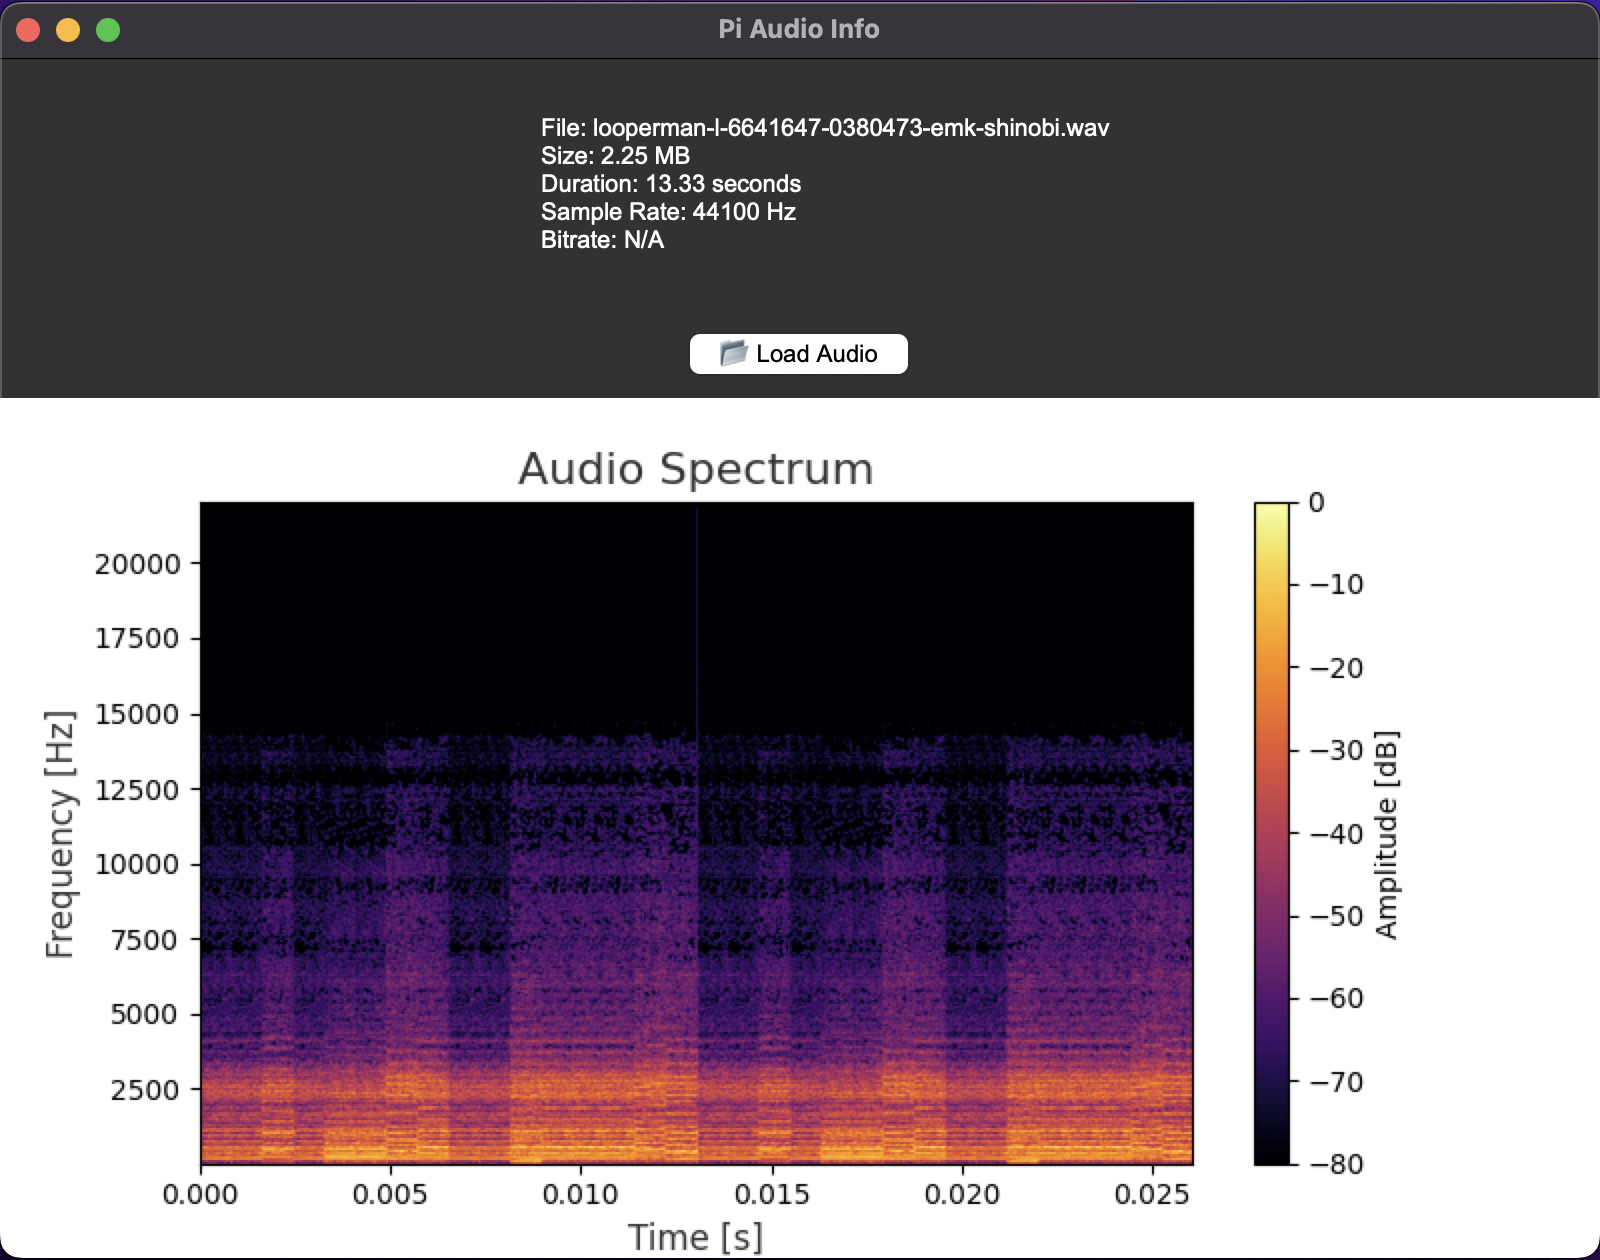 Pi Audio Info
File: looperman-l-6641647-0380473-emk-shinobi.wav
Size: 2.25 MB
Duration: 13.33 seconds
Sample Rate: 44100 Hz
Bitrate: N/A
Load Audio
Audio Spectrum
Frequency [Hz]
20000
17500
15000
12500
10000
7500
5000
2500
0.000 0.005 0.010 0.015 0.020 0.025
Time [s]
0
−10
−20
−30
−40
−50
−60
−70
−80
Amplitude [dB]